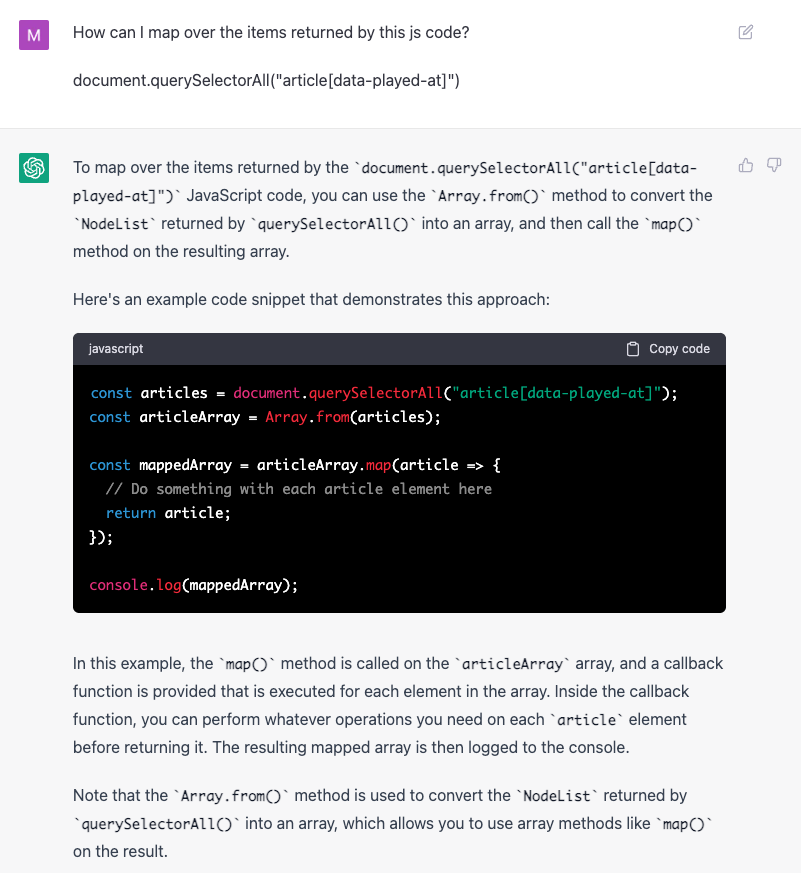 M
How can I map over the items returned by this js code?
document.querySelectorAll("article[data-played-at]")
To map over the items returned by the `document.querySelectorAll("article[data-
played-at]")` JavaScript code, you can use the `Array.from()` method to convert the
`NodeList` returned by `querySelectorAll()` into an array, and then call the `map()`
method on the resulting array.
Here's an example code snippet that demonstrates this approach:
javascript
Copy code
const articles = document.querySelectorAll("article[data-played-at]");
const articleArray = Array.from(articles);
const mappedArray = articleArray.map(article => {
  // Do something with each article element here
  return article;
});
console.log(mappedArray);
In this example, the `map()` method is called on the `articleArray` array, and a callback
function is provided that is executed for each element in the array. Inside the callback
function, you can perform whatever operations you need on each `article` element
before returning it. The resulting mapped array is then logged to the console.
Note that the `Array.from()` method is used to convert the `NodeList` returned by
`querySelectorAll()` into an array, which allows you to use array methods like `map()`
on the result.